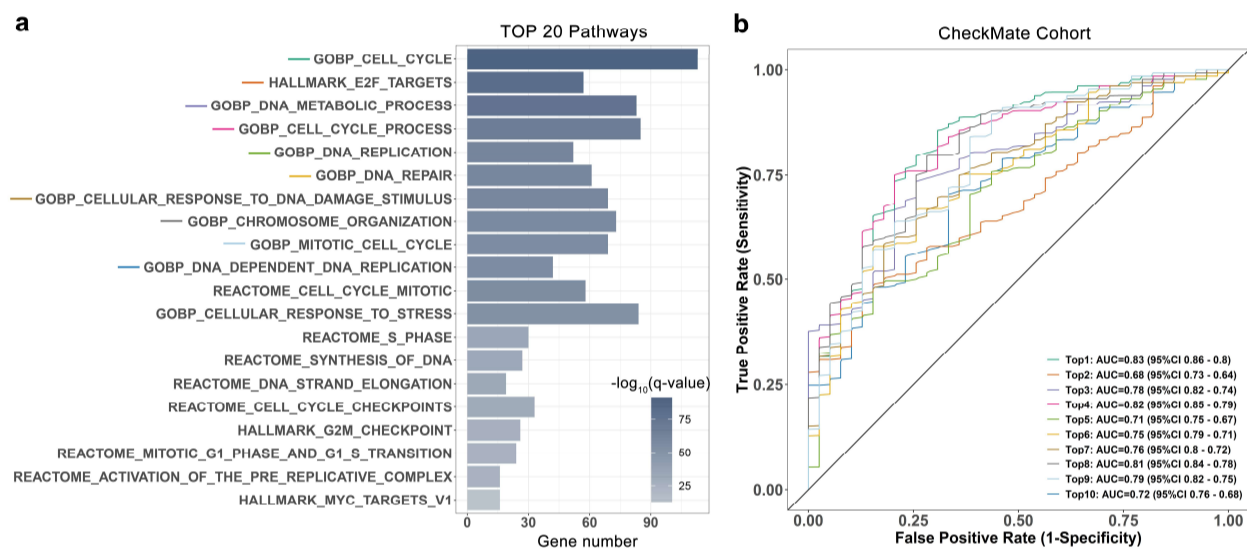 a
TOP 20 Pathways
GOBP_CELL_CYCLE
HALLMARK_E2F_TARGETS
GOBP_DNA_METABOLIC_PROCESS
GOBP_CELL_CYCLE_PROCESS
GOBP_DNA_REPLICATION
GOBP_DNA_REPAIR
GOBP_CELLULAR_RESPONSE_TO_DNA_DAMAGE_STIMULUS
GOBP_CHROMOSOME_ORGANIZATION
GOBP_MITOTIC_CELL_CYCLE
GOBP_DNA_DEPENDENT_DNA_REPLICATION
REACTOME_CELL_CYCLE_MITOTIC
GOBP_CELLULAR_RESPONSE_TO_STRESS
REACTOME_S_PHASE
REACTOME_SYNTHESIS_OF_DNA
REACTOME_DNA_STRAND_ELONGATION
REACTOME_CELL_CYCLE_CHECKPOINTS
HALLMARK_G2M_CHECKPOINT
REACTOME_MITOTIC_G1_PHASE_AND_G1_S_TRANSITION
REACTOME_ACTIVATION_OF_THE_PRE_REPLICATIVE_COMPLEX
HALLMARK_MYC_TARGETS_V1
-log10(q-value)
75
50
25
0 30 60 90
Gene number
b
CheckMate Cohort
True Positive Rate (Sensitivity)
1.00
0.75
0.50
0.25
0.00
Top1: AUC=0.83 (95%CI 0.86 - 0.8)
Top2: AUC=0.68 (95%CI 0.73 - 0.64)
Top3: AUC=0.78 (95%CI 0.82 - 0.74)
Top4: AUC=0.82 (95%CI 0.85 - 0.79)
Top5: AUC=0.71 (95%CI 0.75 - 0.67)
Top6: AUC=0.75 (95%CI 0.79 - 0.71)
Top7: AUC=0.76 (95%CI 0.8 - 0.72)
Top8: AUC=0.81 (95%CI 0.84 - 0.78)
Top9: AUC=0.79 (95%CI 0.82 - 0.75)
Top10: AUC=0.72 (95%CI 0.76 - 0.68)
0.00 0.25 0.50 0.75 1.00
False Positive Rate (1-Specificity)